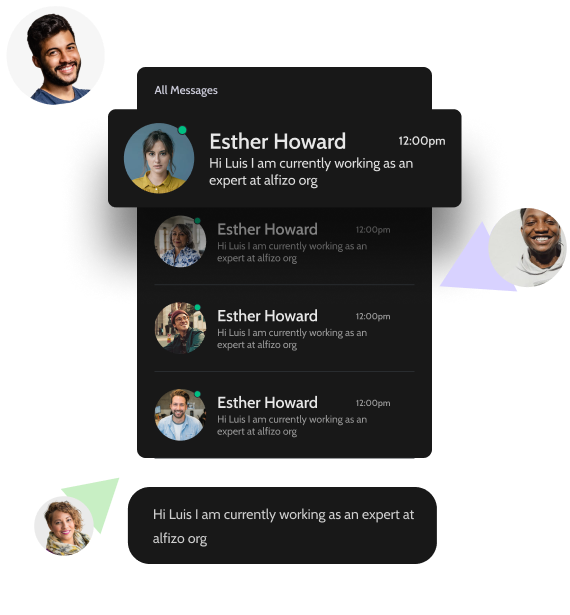 All Messages
Esther Howard 12:00pm
Hi Luis I am currently working as an
expert at alfizo org
Esther Howard 12:00pm
Hi Luis I am currently working as an
expert at alfizo org
Esther Howard 12:00pm
Hi Luis I am currently working as an
expert at alfizo org
Esther Howard 12:00pm
Hi Luis I am currently working as an
expert at alfizo org
Hi Luis I am currently working as an expert at
alfizo org